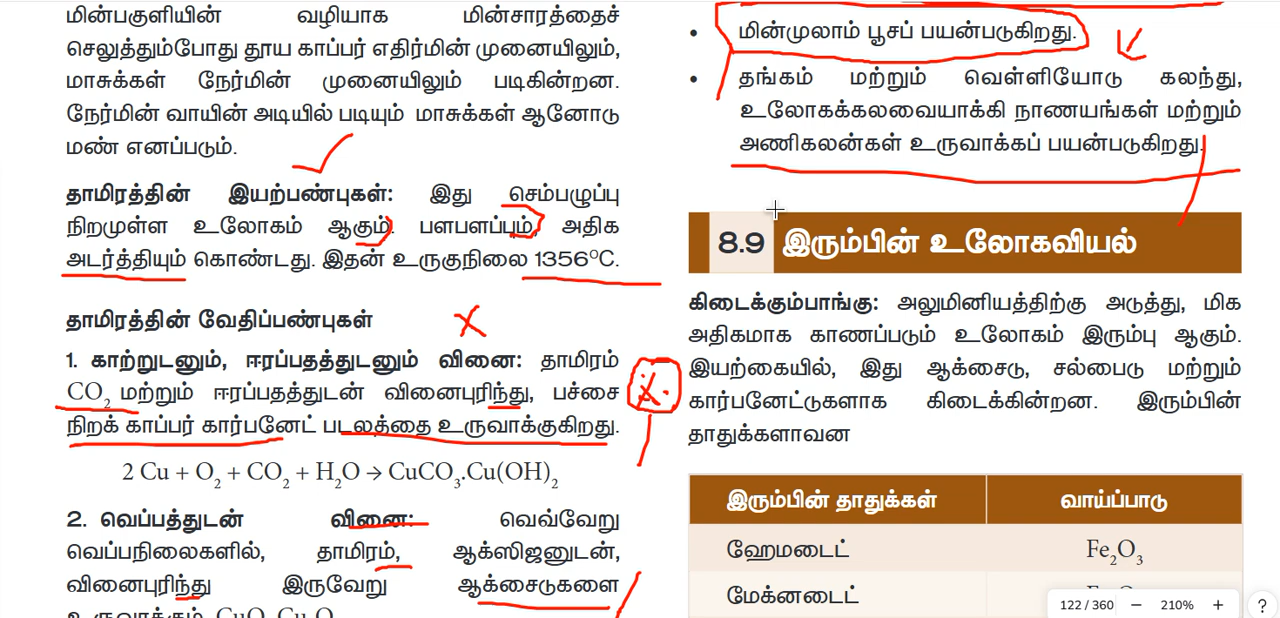 மின்பகுளியின் வழியாக மின்சாரத்தைச்
செலுத்தும்போது தூய காப்பர் எதிர்மின் முனையிலும்,
மாசுக்கள் நேர்மின் முனையிலும் படிகின்றன.
நேர்மின் வாயின் அடியில் படியும் மாசுக்கள் ஆனோடு
மண் எனப்படும்.
தாமிரத்தின் இயற்பண்புகள்: இது செம்பழுப்பு
நிறமுள்ள உலோகம் ஆகும். பளபளப்பும், அதிக
அடர்த்தியும் கொண்டது. இதன் உருகுநிலை 1356°C.
தாமிரத்தின் வேதிப்பண்புகள்
1. காற்றுடனும், ஈரப்பதத்துடனும் வினை: தாமிரம்
CO₂ மற்றும் ஈரப்பதத்துடன் வினைபுரிந்து, பச்சை
நிறக் காப்பர் கார்பனேட் படலத்தை உருவாக்குகிறது.
2 Cu + O₂ + CO₂ + H₂O → CuCO₃.Cu(OH)₂
2. வெப்பத்துடன் வினை: வெவ்வேறு
வெப்பநிலைகளில், தாமிரம், ஆக்ஸிஜனுடன்,
வினைபுரிந்து இருவேறு ஆக்சைடுகளை
உருவாக்கும் CuO, Cu₂O
• மின்முலாம் பூசப் பயன்படுகிறது.
• தங்கம் மற்றும் வெள்ளியோடு கலந்து,
உலோகக்கலவையாக்கி நாணயங்கள் மற்றும்
அணிகலன்கள் உருவாக்கப் பயன்படுகிறது.
8.9 இரும்பின் உலோகவியல்
கிடைக்கும்பாங்கு: அலுமினியத்திற்கு அடுத்து, மிக
அதிகமாக காணப்படும் உலோகம் இரும்பு ஆகும்.
இயற்கையில், இது ஆக்சைடு, சல்பைடு மற்றும்
கார்பனேட்டுகளாக கிடைக்கின்றன. இரும்பின்
தாதுக்களாவன
இரும்பின் தாதுக்கள் வாய்ப்பாடு
ஹேமடைட் Fe₂O₃
மேக்னடைட்
122 / 360 − 210% + ?